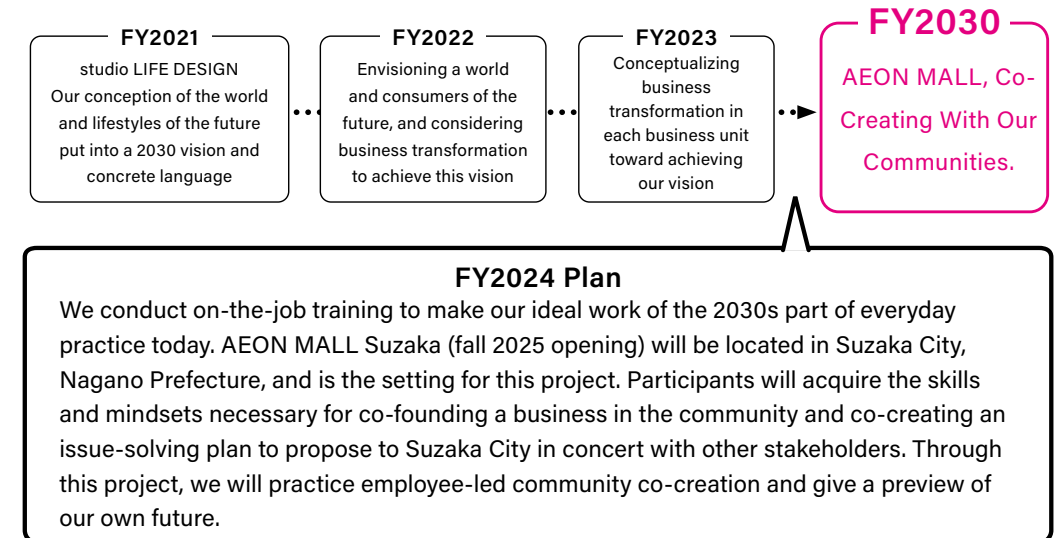 FY2021
studio LIFE DESIGN
Our conception of the world
and lifestyles of the future
put into a 2030 vision and
concrete language
FY2022
Envisioning a world
and consumers of the
future, and considering
business transformation
to achieve this vision
FY2023
Conceptualizing
business
transformation in
each business unit
toward achieving
our vision
FY2030
AEON MALL, Co-
Creating With Our
Communities.
FY2024 Plan
We conduct on-the-job training to make our ideal work of the 2030s part of everyday
practice today. AEON MALL Suzaka (fall 2025 opening) will be located in Suzaka City,
Nagano Prefecture, and is the setting for this project. Participants will acquire the skills
and mindsets necessary for co-founding a business in the community and co-creating an
issue-solving plan to propose to Suzaka City in concert with other stakeholders. Through
this project, we will practice employee-led community co-creation and give a preview of
our own future.